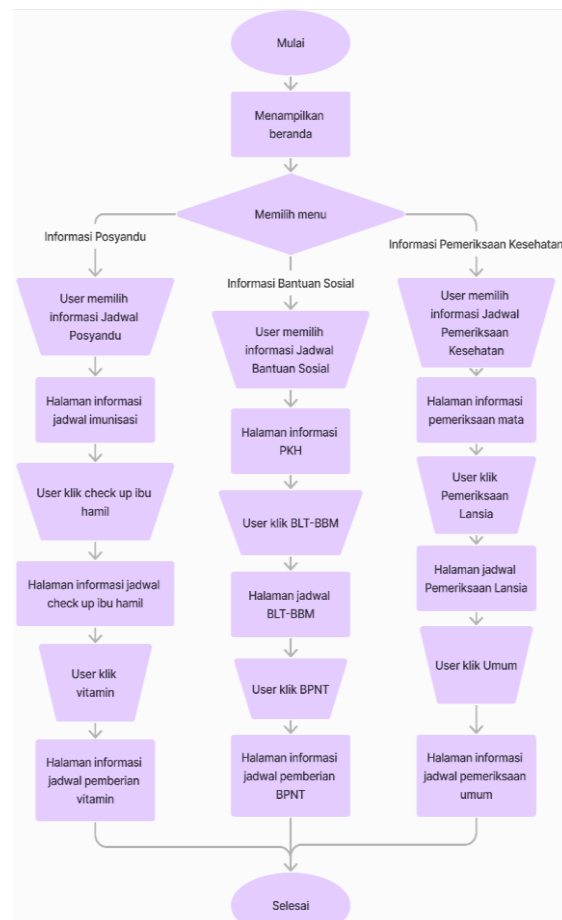 Mulai
Menampilkan
beranda
Memilih menu
Informasi Posyandu
User memilih
informasi Jadwal
Posyandu
Halaman informasi
jadwal imunisasi
User klik check up ibu
hamil
Halaman informasi jadwal
check up ibu hamil
User klik
vitamin
Halaman informasi
jadwal pemberian
vitamin
Informasi Bantuan Sosial
User memilih
informasi Jadwal
Bantuan Sosial
Halaman informasi
PKH
User klik BLT-BBM
Halaman jadwal
BLT-BBM
User klik BPNT
Halaman informasi
jadwal pemberian
BPNT
Informasi Pemeriksaan Kesehatan
User memilih
informasi Jadwal
Pemeriksaan
Kesehatan
Halaman informasi
pemeriksaan mata
User klik
Pemeriksaan
Lansia
Halaman jadwal
Pemeriksaan Lansia
User klik Umum
Halaman informasi
jadwal pemeriksaan
umum
Selesai